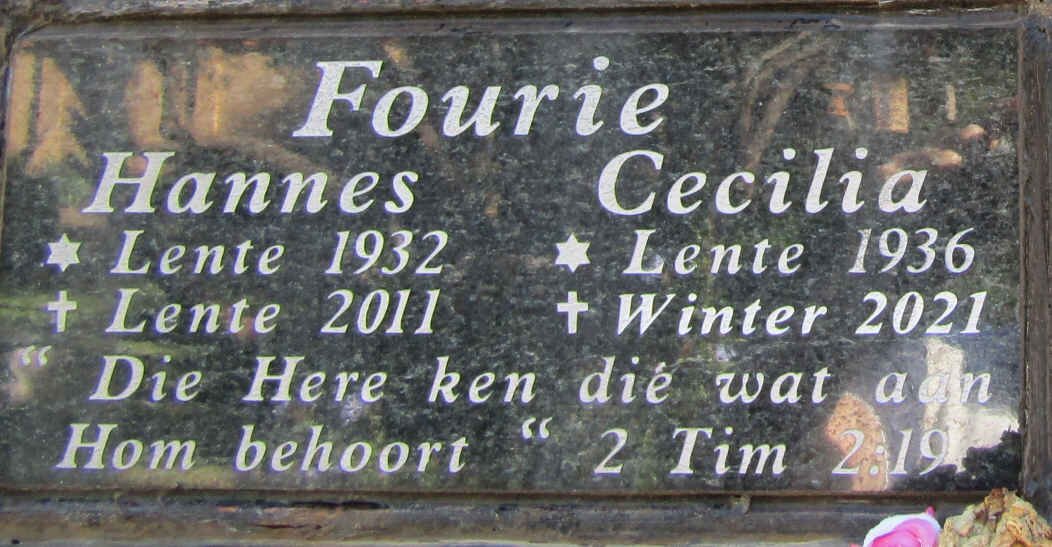 Fourie
Hannes Cecilia
✶ Lente 1932 ✶ Lente 1936
† Lente 2011 † Winter 2021
“ Die Here ken dié wat aan
Hom behoort “ 2 Tim 2:19